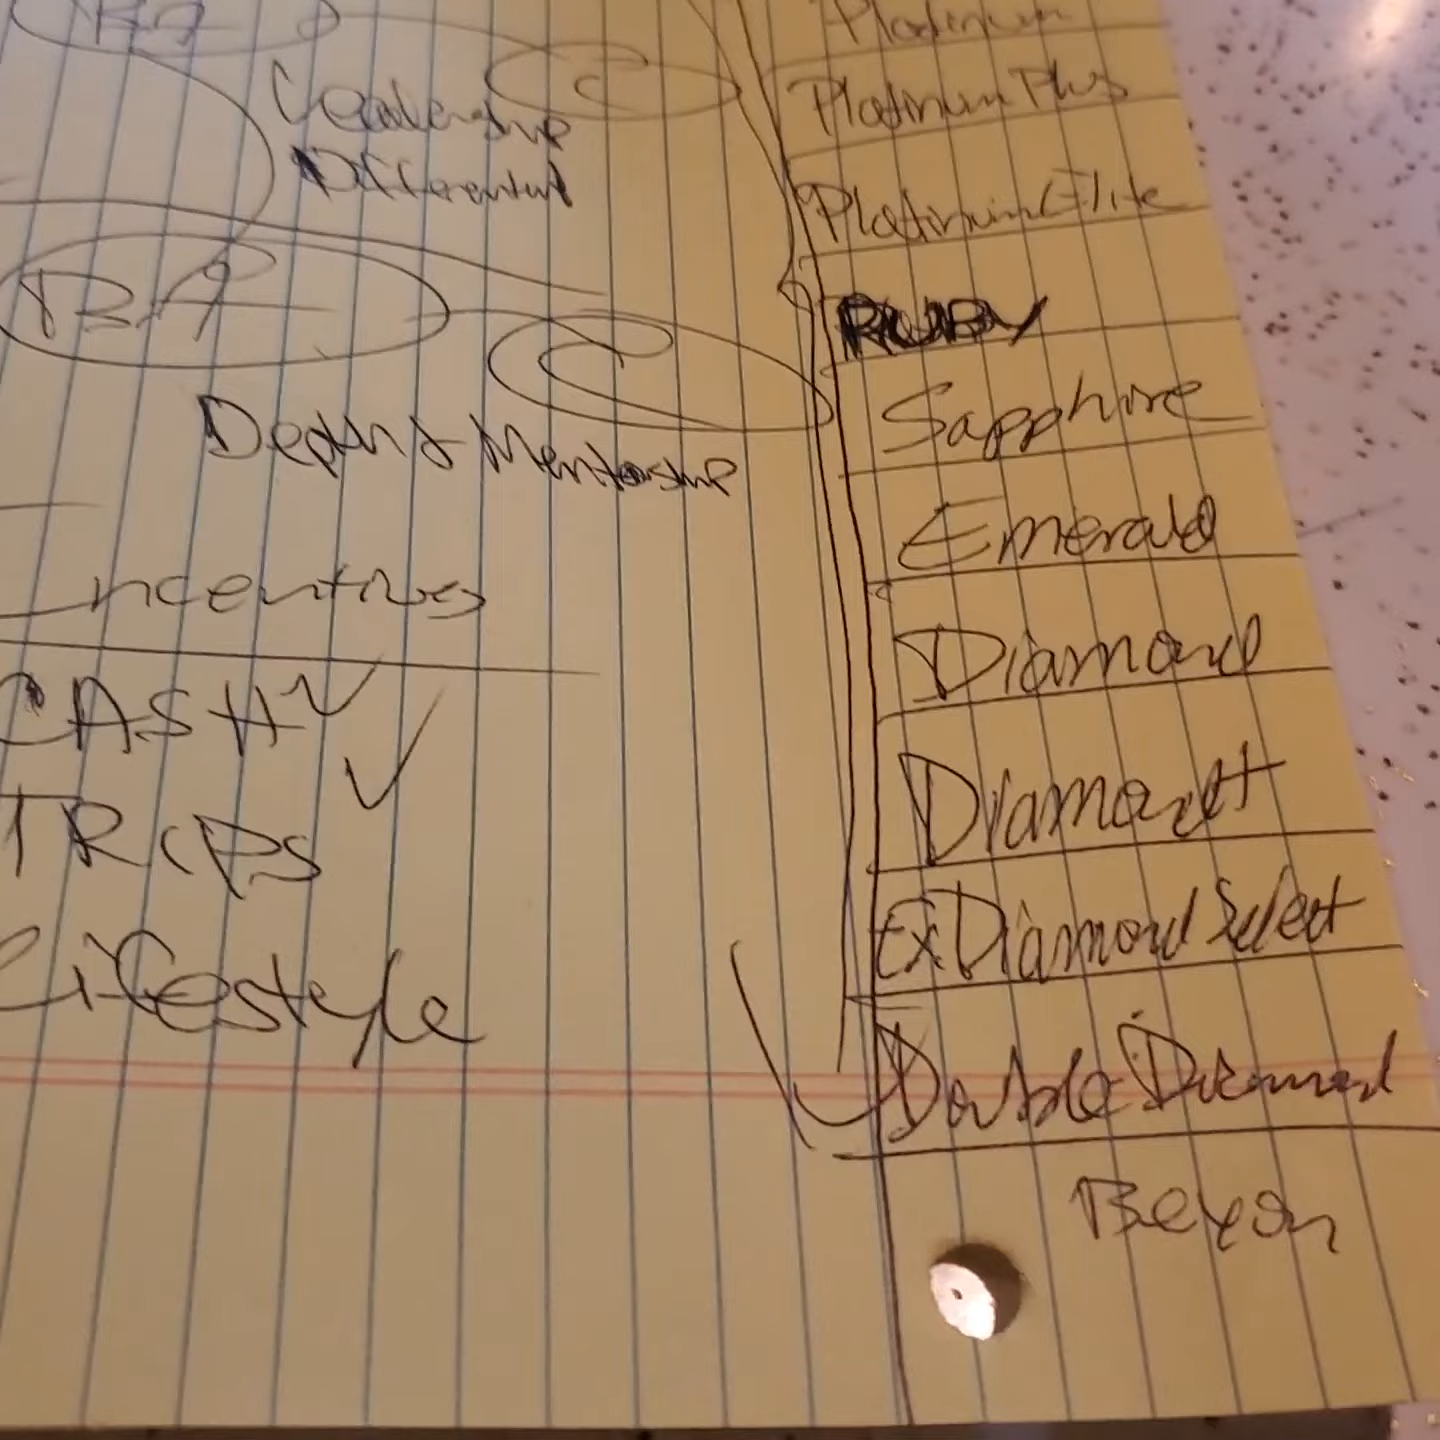 Platinum
C
Leadership
Differential
Platinum Plus
Platinum Elite
RUBY
C
Depth & Mentorship
Sapphire
Emerald
Incentives
Diamond
CASH
Diamond+
TRiPS
Ex Diamond Select
Lifestyle
Double Diamond
Beyon